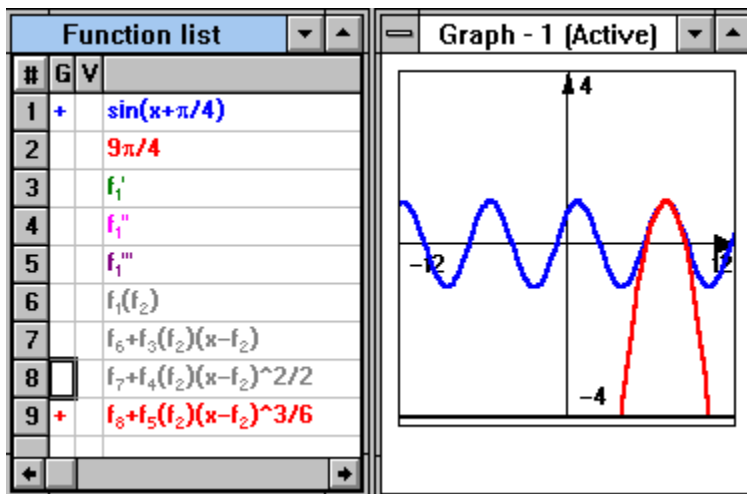 Function list
# G V
1 + sin(x+π/4)
2 9π/4
3 f₁'
4 f₁''
5 f₁'''
6 f₁(f₂)
7 f₆+f₃(f₂)(x−f₂)
8 f₇+f₄(f₂)(x−f₂)^2/2
9 + f₈+f₅(f₂)(x−f₂)^3/6
Graph - 1 (Active)
4
−12
12
−4